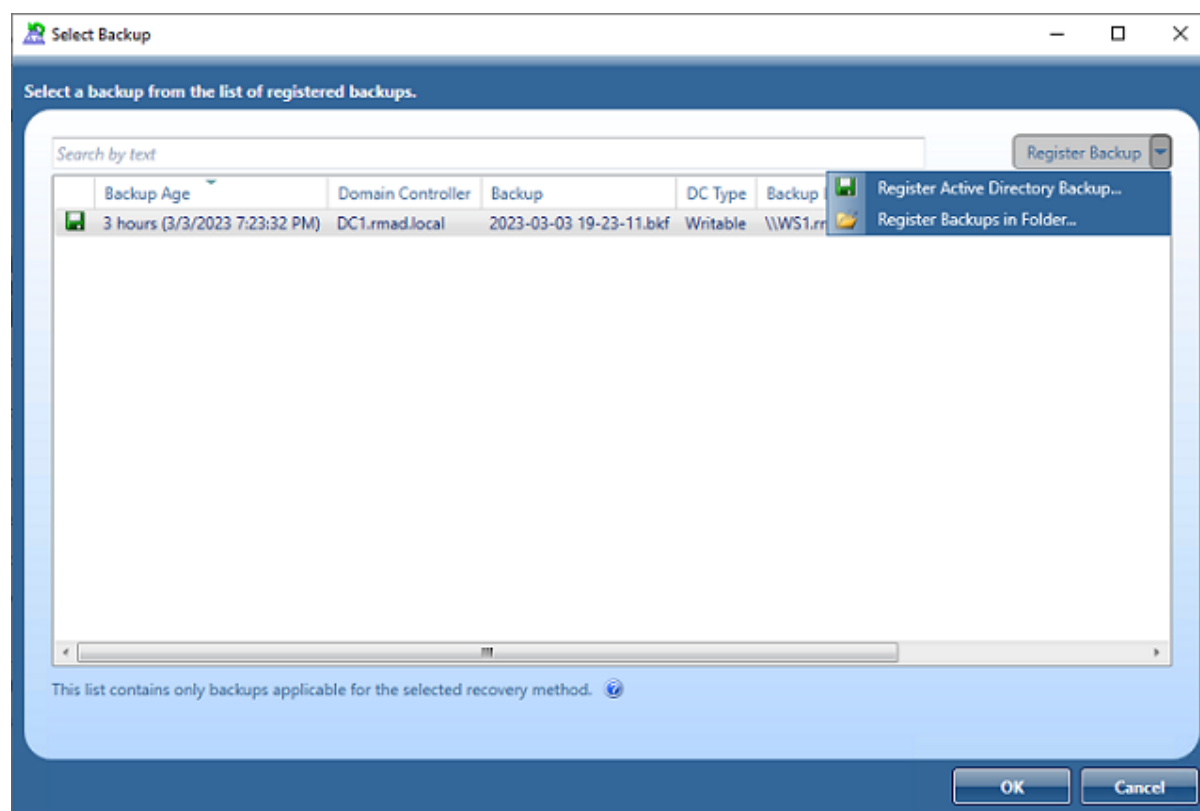 Select Backup
Select a backup from the list of registered backups.
Search by text
Register Backup
Backup Age Domain Controller Backup DC Type Backup
Register Active Directory Backup...
3 hours (3/3/2023 7:23:32 PM) DC1.rmad.local 2023-03-03 19-23-11.bkf Writable \\WS1.rr
Register Backups in Folder...
This list contains only backups applicable for the selected recovery method.
OK Cancel